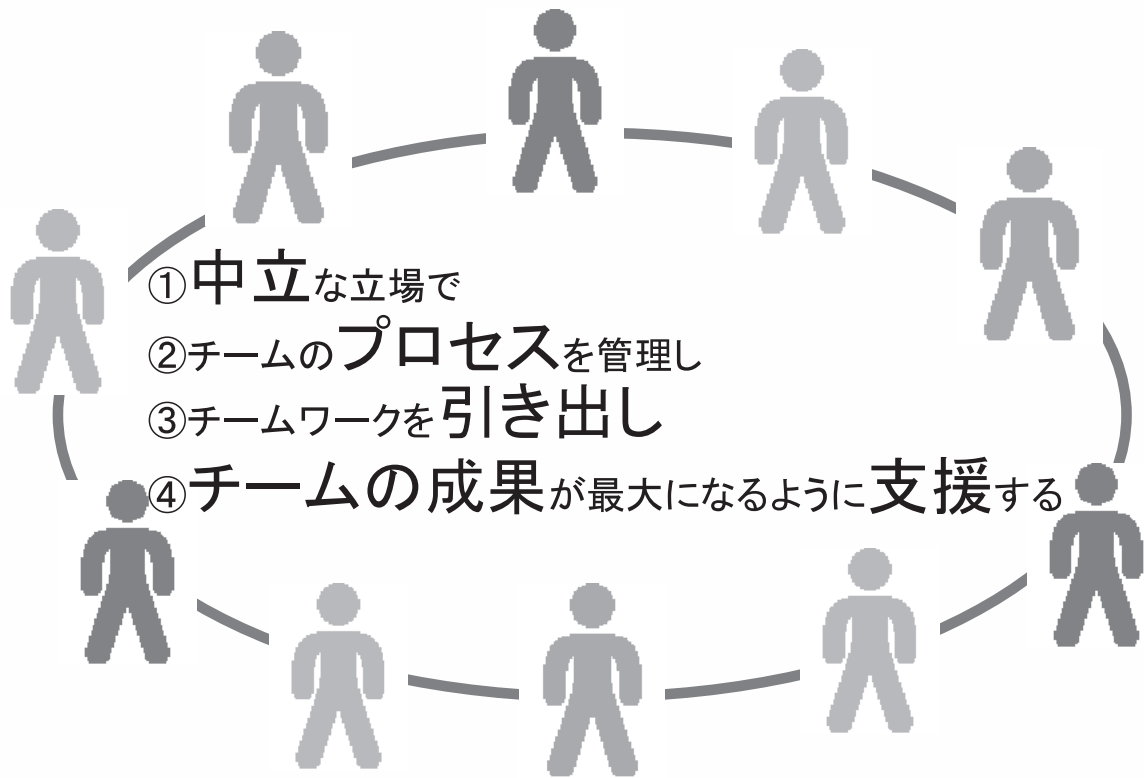 ①中立な立場で
②チームのプロセスを管理し
③チームワークを引き出し
④チームの成果が最大になるように支援する